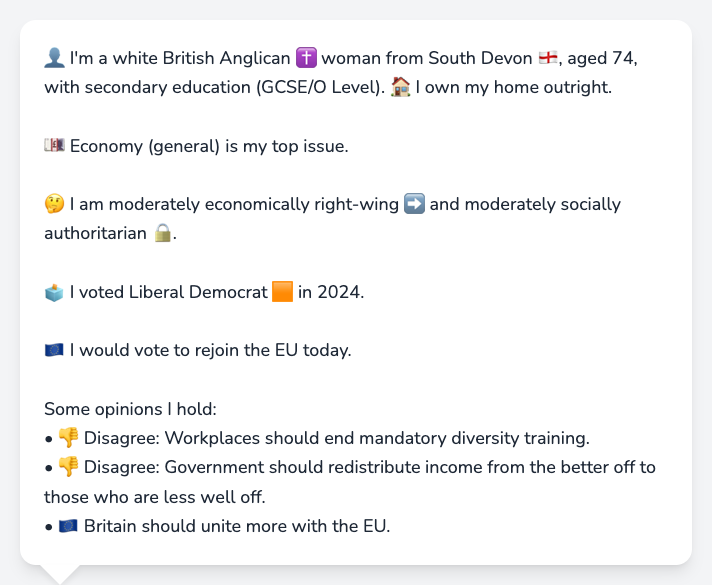 👤 I'm a white British Anglican ✝️ woman from South Devon 🏴󠁧󠁢󠁥󠁮󠁧󠁿, aged 74,
with secondary education (GCSE/O Level). 🏠 I own my home outright.
💷 Economy (general) is my top issue.
🤔 I am moderately economically right-wing ➡️ and moderately socially
authoritarian 🔒.
🗳️ I voted Liberal Democrat 🟧 in 2024.
🇪🇺 I would vote to rejoin the EU today.
Some opinions I hold:
• 👎 Disagree: Workplaces should end mandatory diversity training.
• 👎 Disagree: Government should redistribute income from the better off to
those who are less well off.
• 🇪🇺 Britain should unite more with the EU.